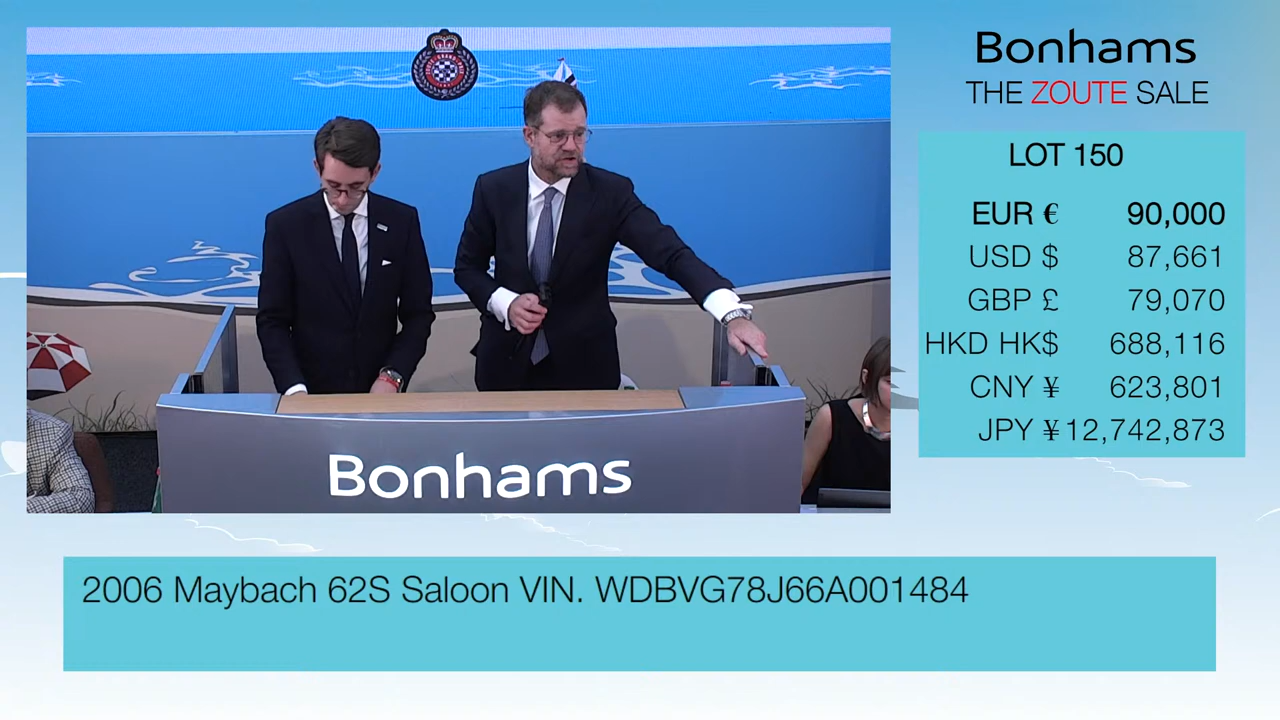 Bonhams
THE ZOUTE SALE
LOT 150
EUR € 90,000
USD $ 87,661
GBP £ 79,070
HKD HK$ 688,116
CNY ¥ 623,801
JPY ¥ 12,742,873
Bonhams
2006 Maybach 62S Saloon VIN. WDBVG78J66A001484